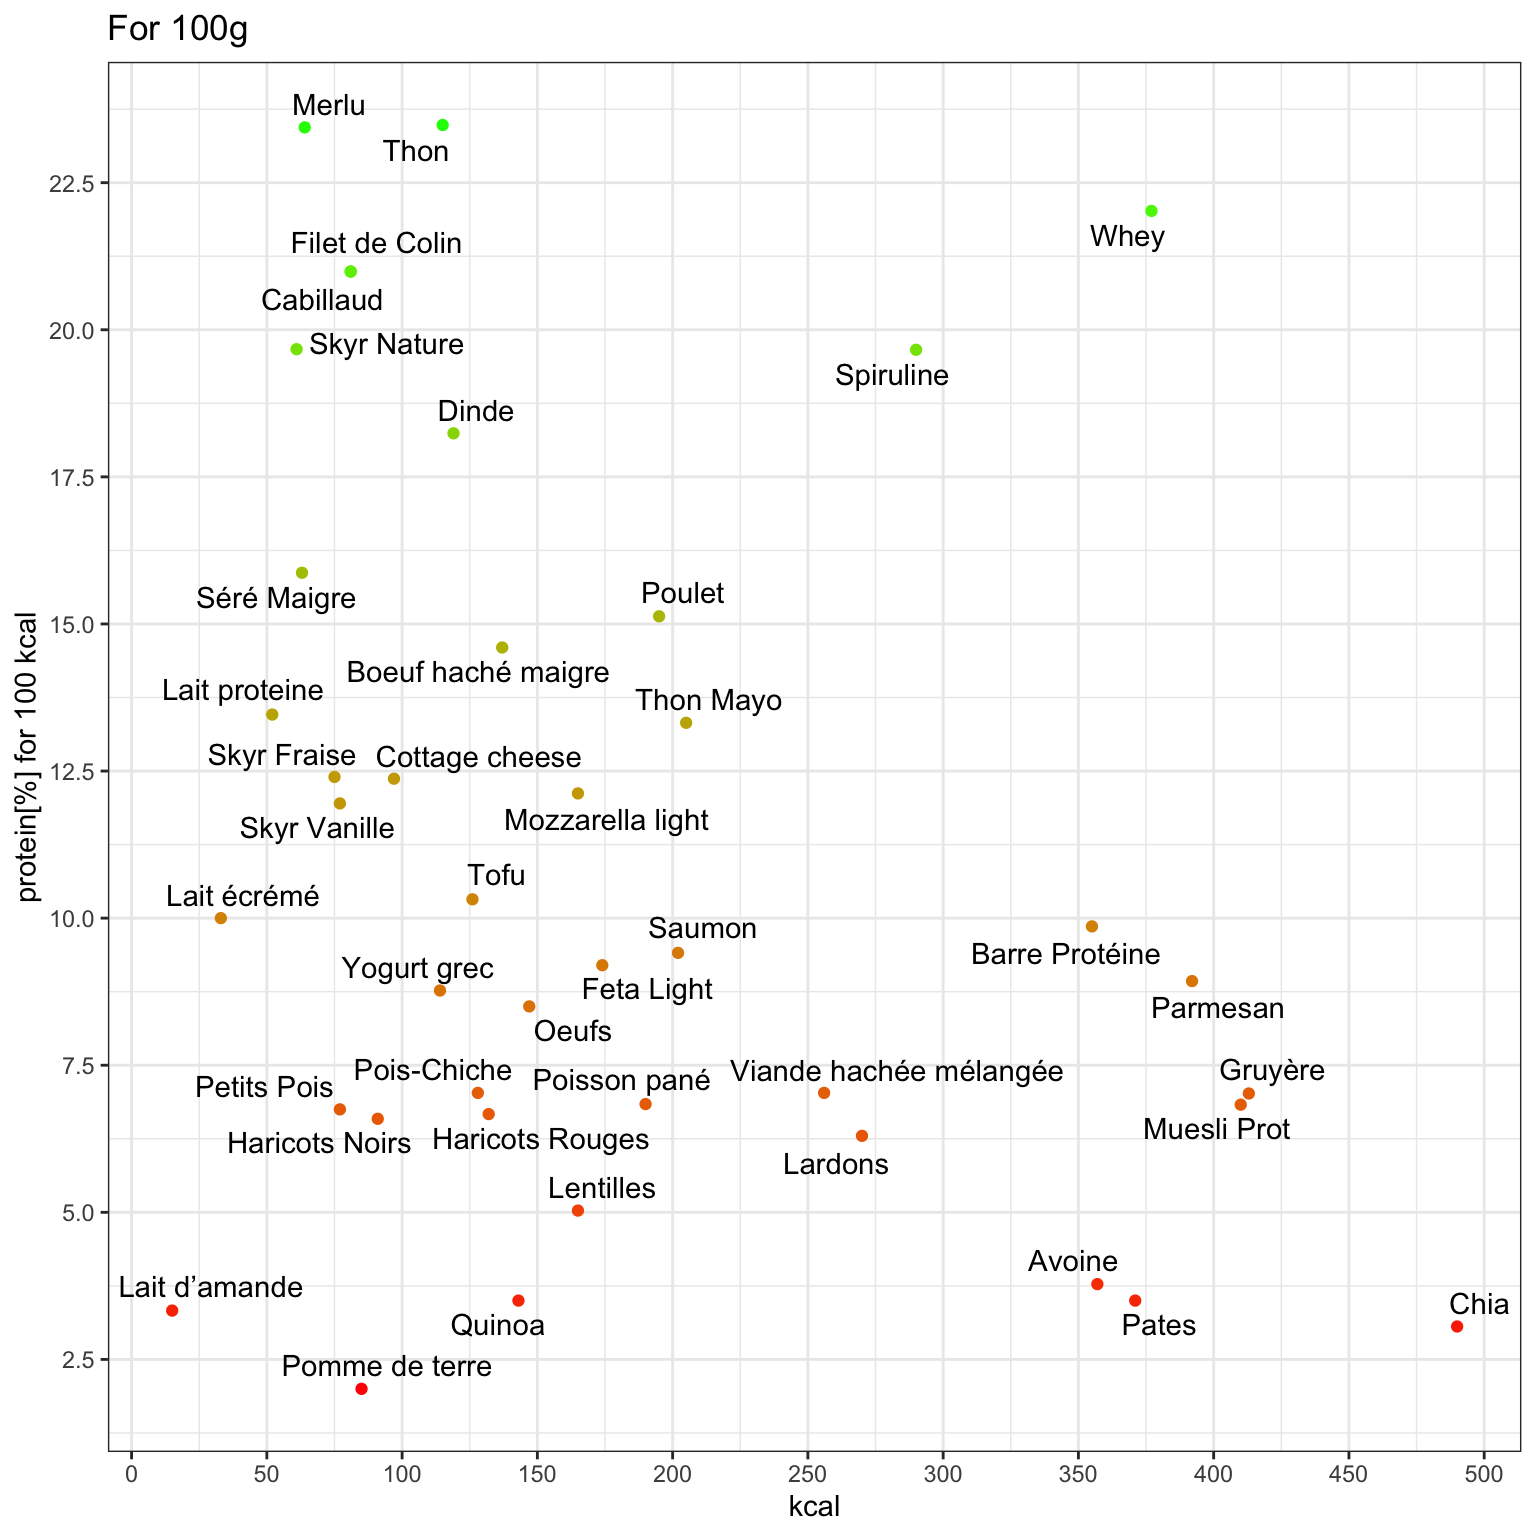 For 100g
Merlu
Thon
22.5
Whey
Filet de Colin
Cabillaud
20.0
Skyr Nature
Spiruline
Dinde
17.5
Séré Maigre
Poulet
15.0
Boeuf haché maigre
Lait proteine
Thon Mayo
Skyr Fraise
Cottage cheese
12.5
Skyr Vanille
Mozzarella light
Tofu
Lait écrémé
10.0
Saumon
Barre Protéine
Yogurt grec
Feta Light
Parmesan
Oeufs
7.5
Pois-Chiche
Viande hachée mélangée
Gruyère
Petits Pois
Poisson pané
Haricots Noirs
Haricots Rouges
Muesli Prot
Lardons
Lentilles
5.0
Avoine
Lait d’amande
Chia
Quinoa
Pates
2.5
Pomme de terre
protein[%] for 100 kcal
0 50 100 150 200 250 300 350 400 450 500
kcal